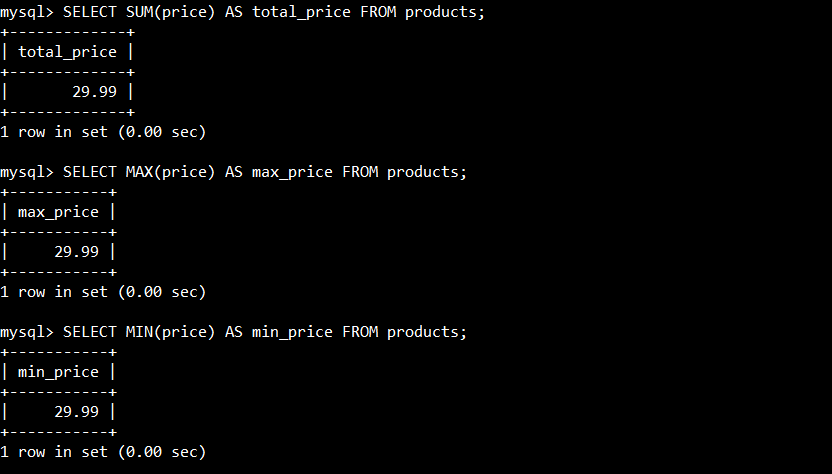 mysql> SELECT SUM(price) AS total_price FROM products;
+-------------+
| total_price |
+-------------+
|       29.99 |
+-------------+
1 row in set (0.00 sec)

mysql> SELECT MAX(price) AS max_price FROM products;
+-----------+
| max_price |
+-----------+
|     29.99 |
+-----------+
1 row in set (0.00 sec)

mysql> SELECT MIN(price) AS min_price FROM products;
+-----------+
| min_price |
+-----------+
|     29.99 |
+-----------+
1 row in set (0.00 sec)